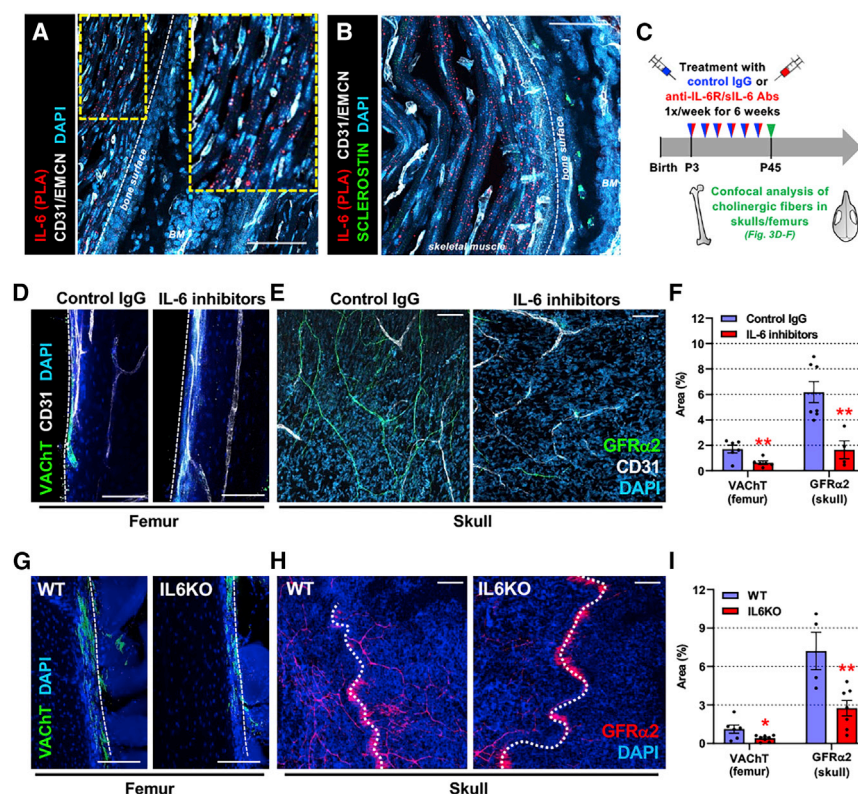 A
IL-6 (PLA)
CD31/EMCN DAPI
bone surface
BM
B
IL-6 (PLA) CD31/EMCN
SCLEROSTIN DAPI
skeletal muscle
bone surface
BM
C
Treatment with
control IgG or
anti-IL-6R/sIL-6 Abs
1x/week for 6 weeks
Birth P3 P45
Confocal analysis of
cholinergic fibers in
skulls/femurs
(Fig. 3D-F)
D
Control IgG IL-6 inhibitors
VAChT CD31 DAPI
Femur
E
Control IgG IL-6 inhibitors
GFRα2
CD31
DAPI
Skull
F
Control IgG
IL-6 inhibitors
Area (%)
12
10
8
6
4
2
0
**
**
VAChT
(femur)
GFRα2
(skull)
G
WT IL6KO
VAChT DAPI
Femur
H
WT IL6KO
GFRα2
DAPI
Skull
I
WT
IL6KO
Area (%)
12
9
6
3
0
*
**
VAChT
(femur)
GFRα2
(skull)